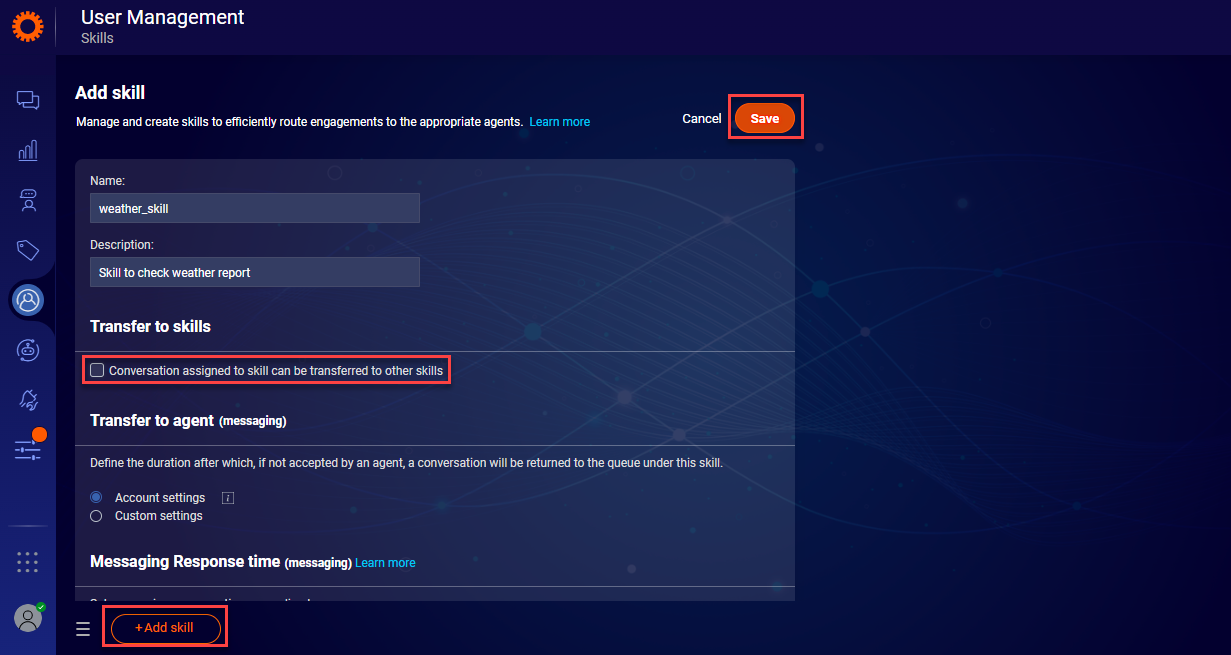 User Management
Skills
Add skill
Manage and create skills to efficiently route engagements to the appropriate agents. Learn more
Cancel
Save
Name:
weather_skill
Description:
Skill to check weather report
Transfer to skills
Conversation assigned to skill can be transferred to other skills
Transfer to agent (messaging)
Define the duration after which, if not accepted by an agent, a conversation will be returned to the queue under this skill.
Account settings i
Custom settings
Messaging Response time (messaging) Learn more
+Add skill